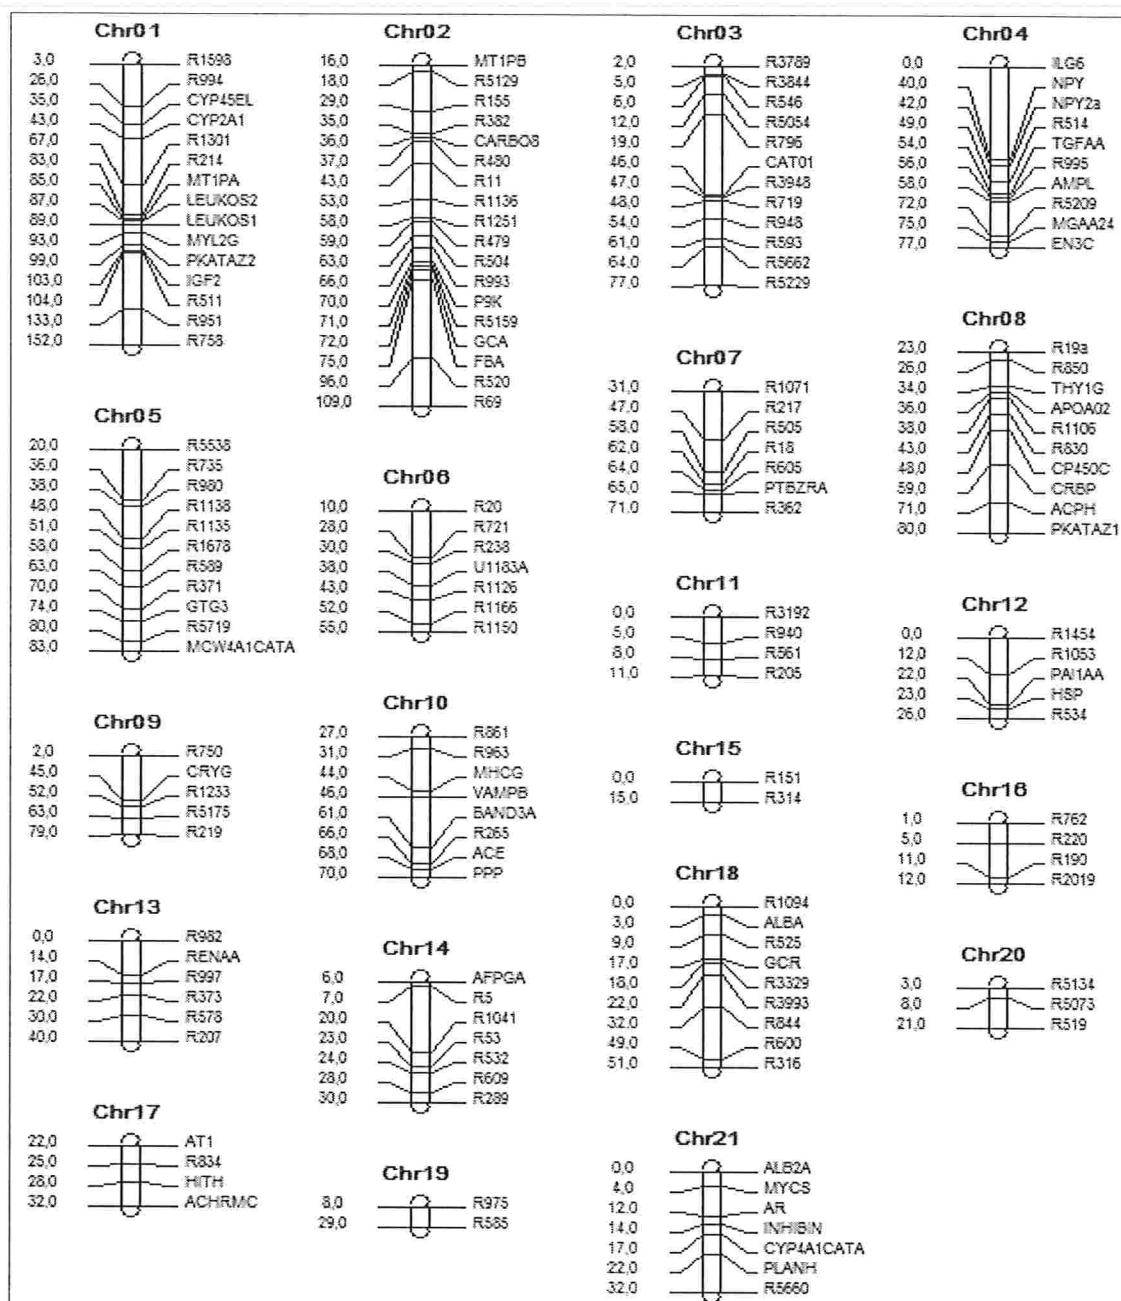 Chr01
3,0 R1598
26,0 R994
35,0 CYP45EL
43,0 CYP2A1
67,0 R1301
83,0 R214
85,0 MT1PA
87,0 LEUKOS2
89,0 LEUKOS1
93,0 MYL2G
99,0 PKATAZ2
103,0 IGF2
104,0 R511
133,0 R951
152,0 R758
Chr02
16,0 MT1PB
18,0 R5129
29,0 R155
35,0 R382
36,0 CARBO8
37,0 R480
43,0 R11
53,0 R1136
58,0 R1251
59,0 R479
63,0 R504
66,0 R993
70,0 P9K
71,0 R5159
72,0 GCA
75,0 FBA
96,0 R520
109,0 R69
Chr03
2,0 R3789
5,0 R3844
6,0 R546
12,0 R5054
19,0 R796
46,0 CAT01
47,0 R3948
48,0 R719
54,0 R948
61,0 R593
64,0 R5662
77,0 R5229
Chr04
0,0 ILG6
40,0 NPY
42,0 NPY2a
49,0 R514
54,0 TGFAA
56,0 R995
58,0 AMPL
72,0 R5209
75,0 MGAA24
77,0 EN3C
Chr05
20,0 R5538
36,0 R735
38,0 R980
48,0 R1138
51,0 R1135
58,0 R1678
63,0 R589
70,0 R371
74,0 GTG3
80,0 R5719
83,0 MCW4A1CATA
Chr06
10,0 R20
28,0 R721
30,0 R238
38,0 U1183A
43,0 R1126
52,0 R1166
55,0 R1150
Chr07
31,0 R1071
47,0 R217
58,0 R505
62,0 R18
64,0 R605
65,0 PTBZRA
71,0 R362
Chr08
23,0 R19a
26,0 R850
34,0 THY1G
36,0 APOA02
38,0 R1106
43,0 R830
48,0 CP450C
59,0 CRBP
71,0 ACPH
80,0 PKATAZ1
Chr09
2,0 R750
45,0 CRYG
52,0 R1233
63,0 R5175
79,0 R219
Chr10
27,0 R861
31,0 R963
44,0 MHCG
46,0 VAMPB
61,0 BAND3A
66,0 R265
68,0 ACE
70,0 PPP
Chr11
0,0 R3192
5,0 R940
8,0 R561
11,0 R205
Chr12
0,0 R1454
12,0 R1053
22,0 PAI1AA
23,0 HSP
26,0 R534
Chr13
0,0 R982
14,0 RENAA
17,0 R997
22,0 R373
30,0 R578
40,0 R207
Chr14
6,0 AFPGA
7,0 R5
20,0 R1041
23,0 R53
24,0 R532
28,0 R609
30,0 R289
Chr15
0,0 R151
15,0 R314
Chr16
1,0 R762
5,0 R220
11,0 R190
12,0 R2019
Chr17
22,0 AT1
25,0 R834
28,0 HITH
32,0 ACHRMC
Chr18
0,0 R1094
3,0 ALBA
9,0 R525
17,0 GCR
18,0 R3329
22,0 R3993
32,0 R844
49,0 R600
51,0 R316
Chr19
8,0 R975
29,0 R585
Chr20
3,0 R5134
8,0 R5073
21,0 R519
Chr21
0,0 ALB2A
4,0 MYCS
12,0 AR
14,0 INHIBIN
17,0 CYP4A1CATA
22,0 PLANH
32,0 R5660